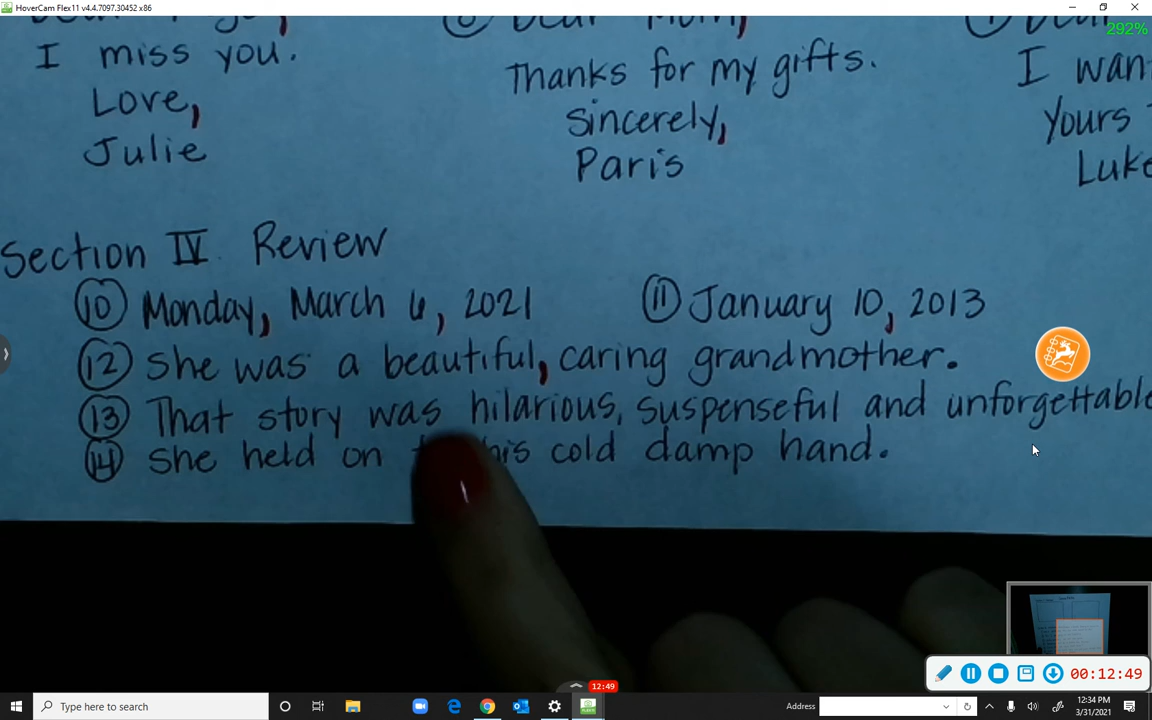 HoverCam Flex11 v4.4.7097.30452 x86
292%
I miss you.
Love,
Julie
Thanks for my gifts.
Sincerely,
Paris
I wan
Yours
Luke
Section IV Review
10 Monday, March 6, 2021
11 January 10, 2013
12 She was a beautiful, caring grandmother.
13 That story was hilarious, suspenseful and unforgettable
14 She held on his cold damp hand.
00:12:49
12:49
Type here to search
Address
12:34 PM
3/31/2021